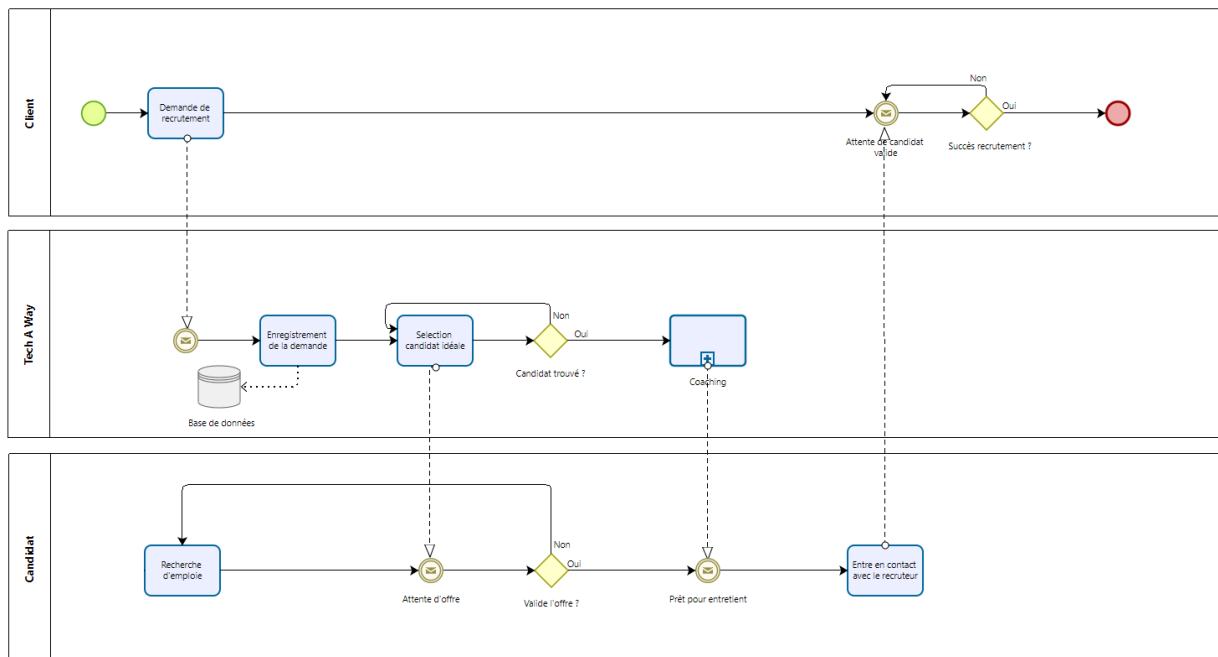 Client
Demande de
recrutement
Non
Oui
Attente de candidat
valide
Succès recrutement ?
Tech A Way
Enregistrement
de la demande
Base de données
Selection
candidat idéale
Non
Oui
Candidat trouvé ?
Coaching
Candidat
Recherche
d'emploie
Attente d'offre
Non
Oui
Valide l'offre ?
Prêt pour entretient
Entre en contact
avec le recruteur